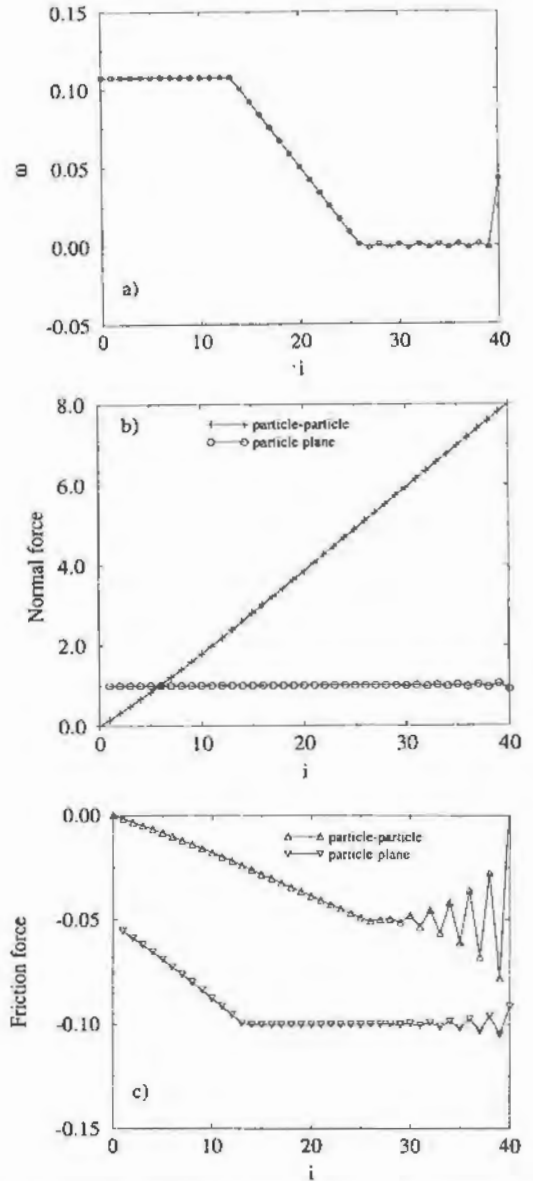 0.15
0.10
0.05
0.00
-0.05
ω
a)
0 10 20 30 40
i
8.0
6.0
4.0
2.0
0.0
Normal force
b)
particle-particle
particle plane
0 10 20 30 40
i
0.00
-0.05
-0.10
-0.15
Friction force
particle-particle
particle plane
c)
0 10 20 30 40
i